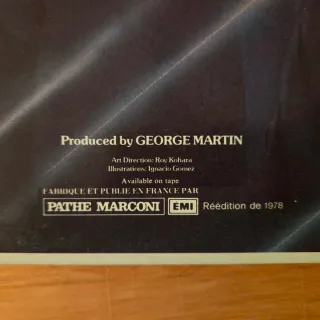 Produced by GEORGE MARTIN
Art Direction: Roy Kohara
Illustrations: Ignacio Gomez
Available on tape
FABRIQUE ET PUBLIE EN FRANCE PAR
PATHE MARCONI EMI Réédition de 1978